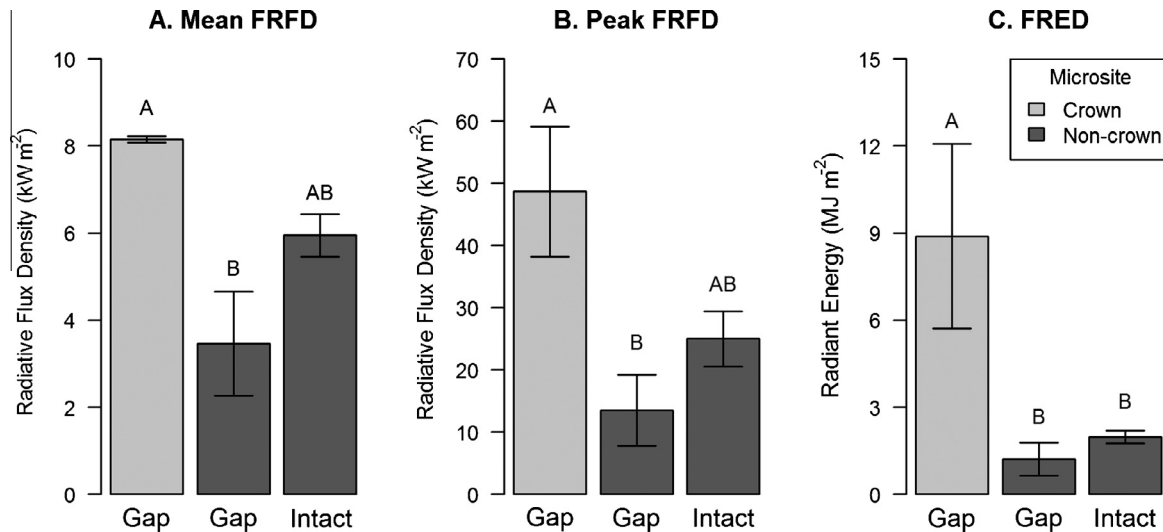 A. Mean FRFD
Radiative Flux Density (kW m-2)
10
8
6
4
2
0
A
B
AB
Gap
Gap
Intact
B. Peak FRFD
Radiative Flux Density (kW m-2)
70
60
50
40
30
20
10
0
A
B
AB
Gap
Gap
Intact
C. FRED
Radiant Energy (MJ m-2)
15
12
9
6
3
0
Microsite
Crown
Non-crown
A
B
B
Gap
Gap
Intact